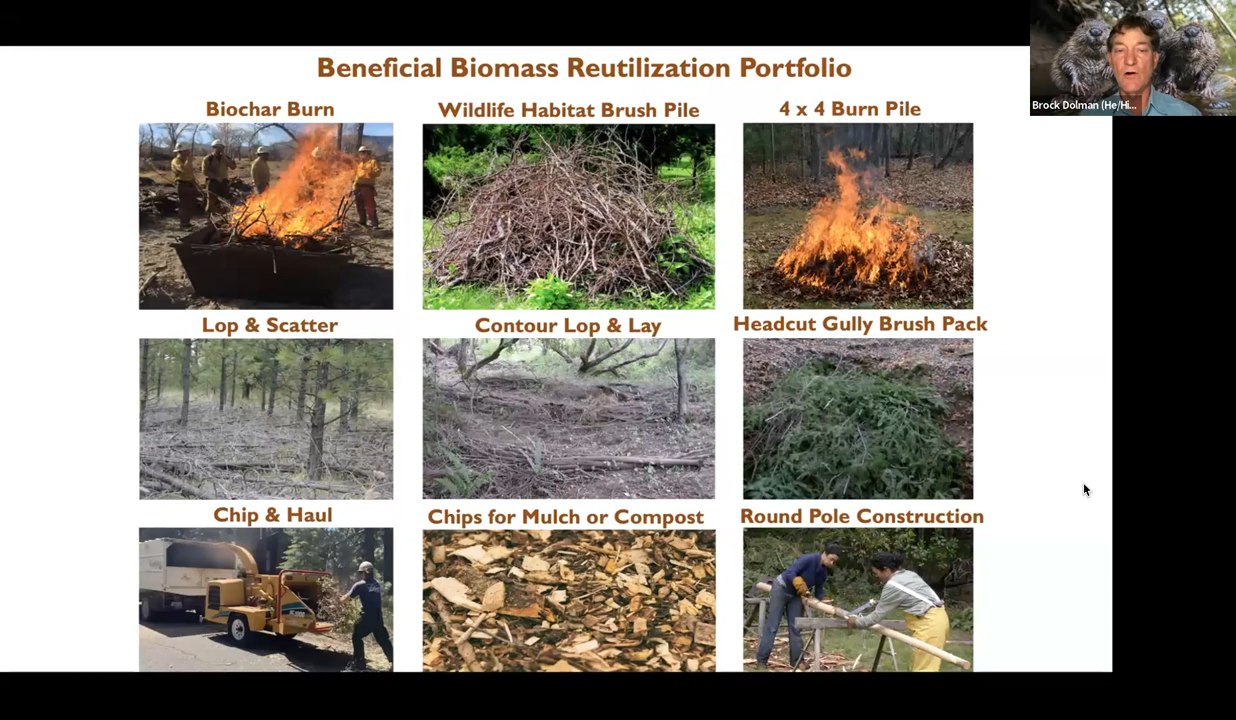 Beneficial Biomass Reutilization Portfolio
Brock Dolman (He/Hi...
Biochar Burn
Wildlife Habitat Brush Pile
4 x 4 Burn Pile
Lop & Scatter
Contour Lop & Lay
Headcut Gully Brush Pack
Chip & Haul
Chips for Mulch or Compost
Round Pole Construction